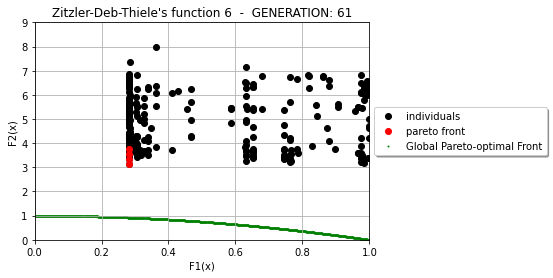 Zitzler-Deb-Thiele's function 6 - GENERATION: 61
9
8
7
6
5
4
3
2
1
0
F2(x)
0.0 0.2 0.4 0.6 0.8 1.0
F1(x)
individuals
pareto front
Global Pareto-optimal Front